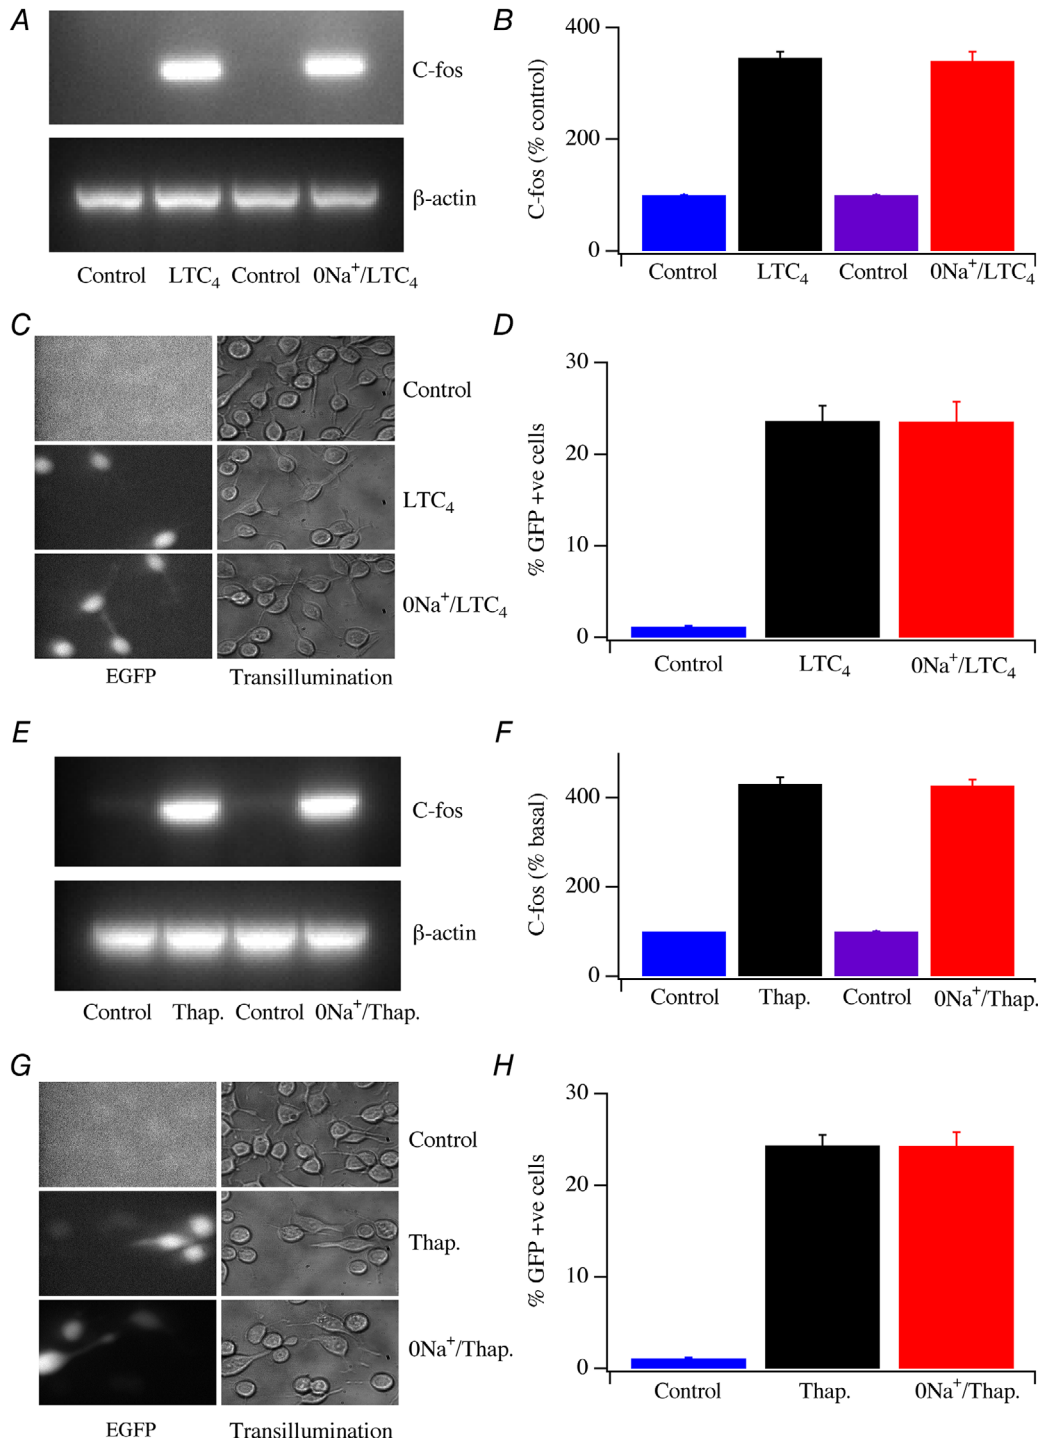 A
C-fos
β-actin
Control LTC₄ Control 0Na⁺/LTC₄
B
C-fos (% control)
400
200
0
Control LTC₄ Control 0Na⁺/LTC₄
C
Control
LTC₄
0Na⁺/LTC₄
EGFP Transillumination
D
% GFP +ve cells
30
20
10
0
Control LTC₄ 0Na⁺/LTC₄
E
C-fos
β-actin
Control Thap. Control 0Na⁺/Thap.
F
C-fos (% basal)
400
200
0
Control Thap. Control 0Na⁺/Thap.
G
Control
Thap.
0Na⁺/Thap.
EGFP Transillumination
H
% GFP +ve cells
30
20
10
0
Control Thap. 0Na⁺/Thap.